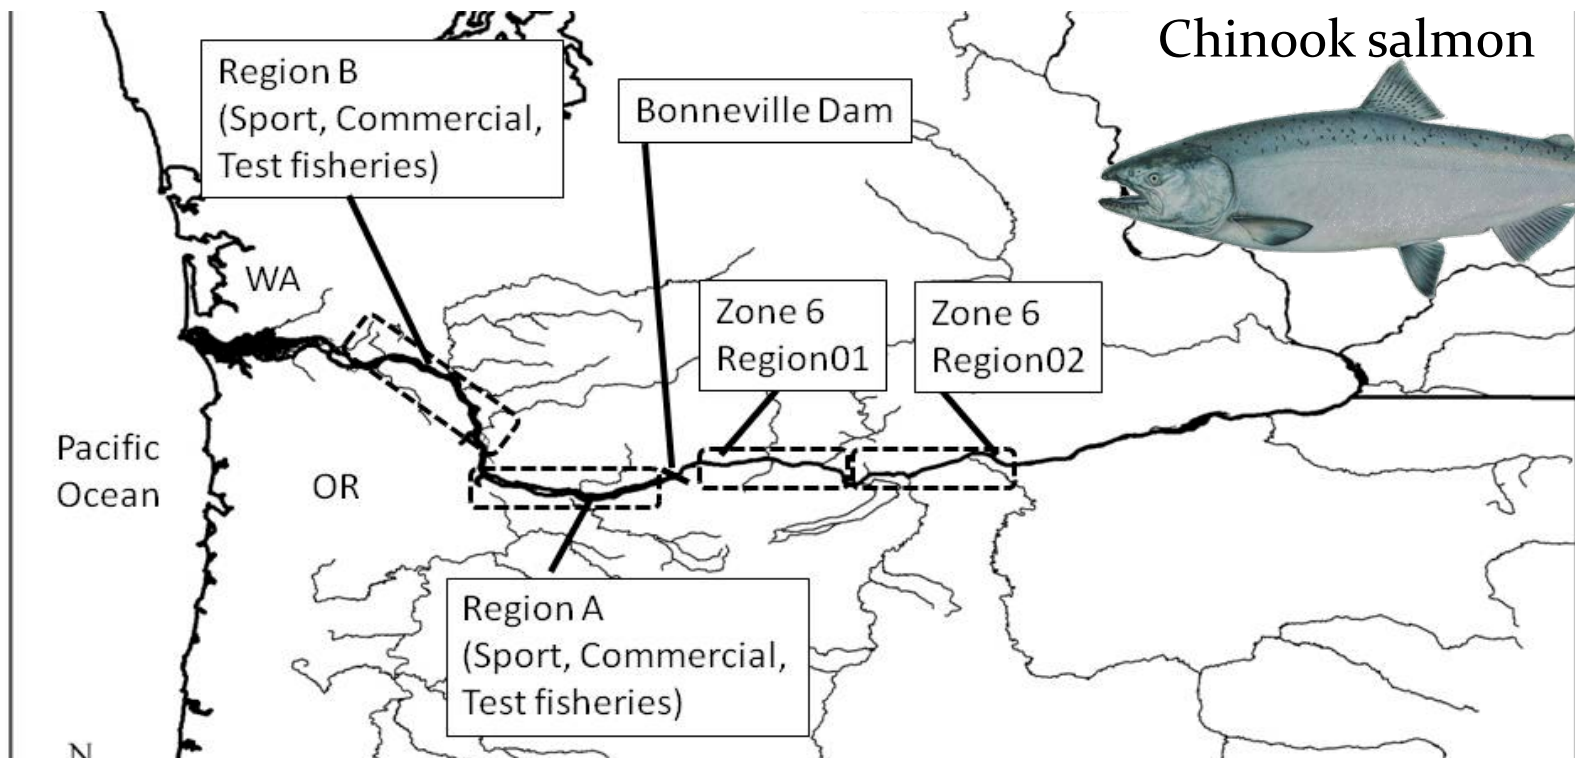 Chinook salmon
Region B
(Sport, Commercial,
Test fisheries)
Bonneville Dam
WA
Zone 6
Region01
Zone 6
Region02
Pacific
Ocean
OR
Region A
(Sport, Commercial,
Test fisheries)
N